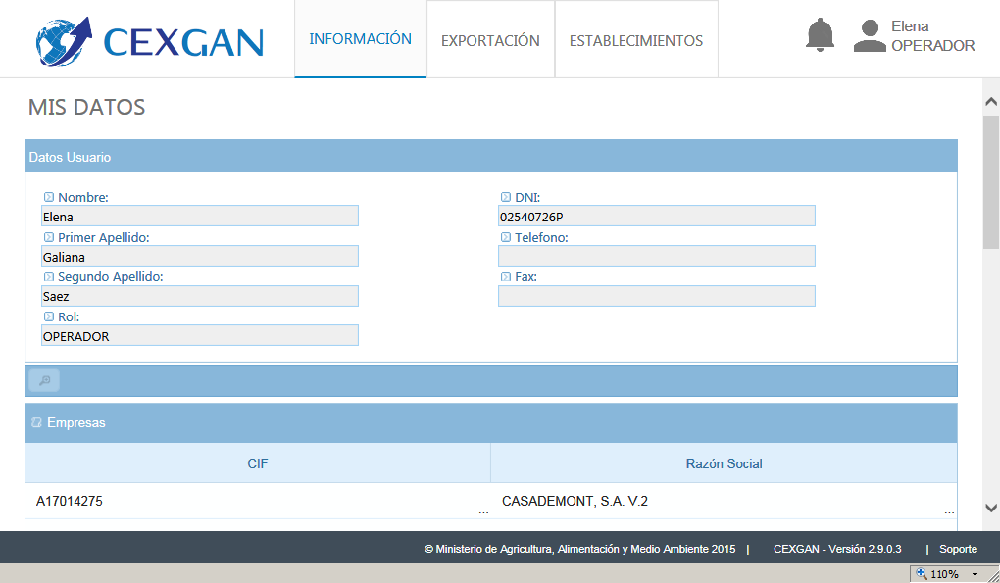 CEXGAN
INFORMACIÓN
EXPORTACIÓN
ESTABLECIMIENTOS
Elena
OPERADOR
MIS DATOS
Datos Usuario
Nombre:
Elena
DNI:
02540726P
Primer Apellido:
Galiana
Telefono:
Segundo Apellido:
Saez
Fax:
Rol:
OPERADOR
Empresas
CIF
Razón Social
A17014275
...
CASADEMONT, S.A. V.2
...
© Ministerio de Agricultura, Alimentación y Medio Ambiente 2015 | CEXGAN - Versión 2.9.0.3 | Soporte
110%